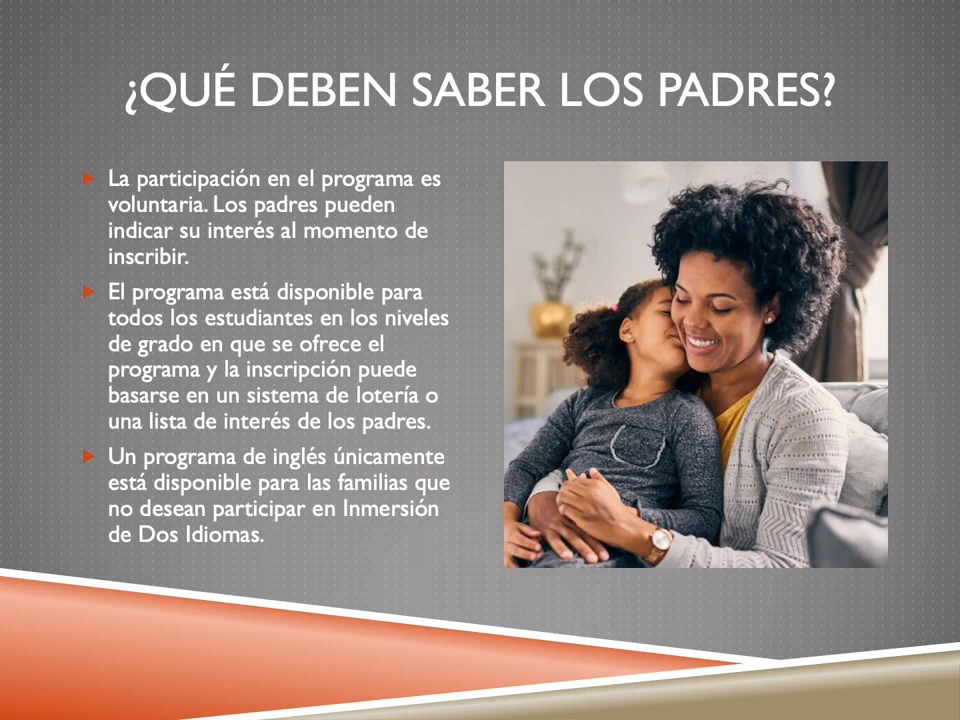 ¿QUÉ DEBEN SABER LOS PADRES?
La participación en el programa es
voluntaria. Los padres pueden
indicar su interés al momento de
inscribir.
El programa está disponible para
todos los estudiantes en los niveles
de grado en que se ofrece el
programa y la inscripción puede
basarse en un sistema de lotería o
una lista de interés de los padres.
Un programa de inglés únicamente
está disponible para las familias que
no desean participar en Inmersión
de Dos Idiomas.